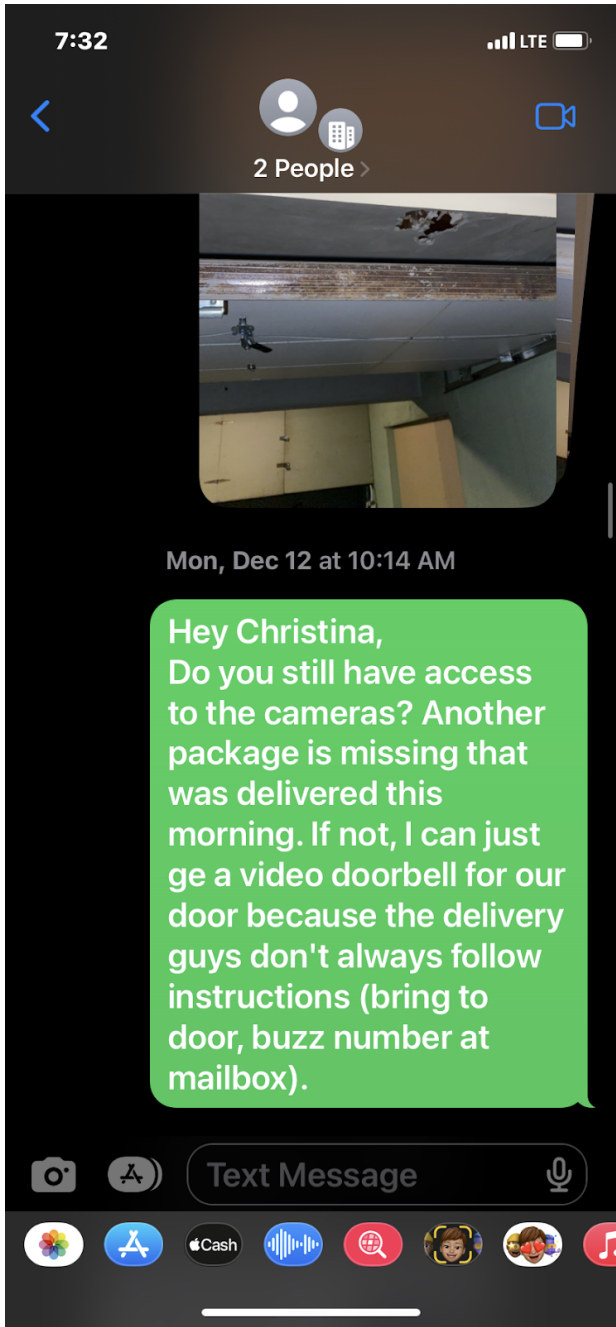 7:32
LTE
2 People
Mon, Dec 12 at 10:14 AM
Hey Christina,
Do you still have access
to the cameras? Another
package is missing that
was delivered this
morning. If not, I can just
ge a video doorbell for our
door because the delivery
guys don't always follow
instructions (bring to
door, buzz number at
mailbox).
Text Message
Cash